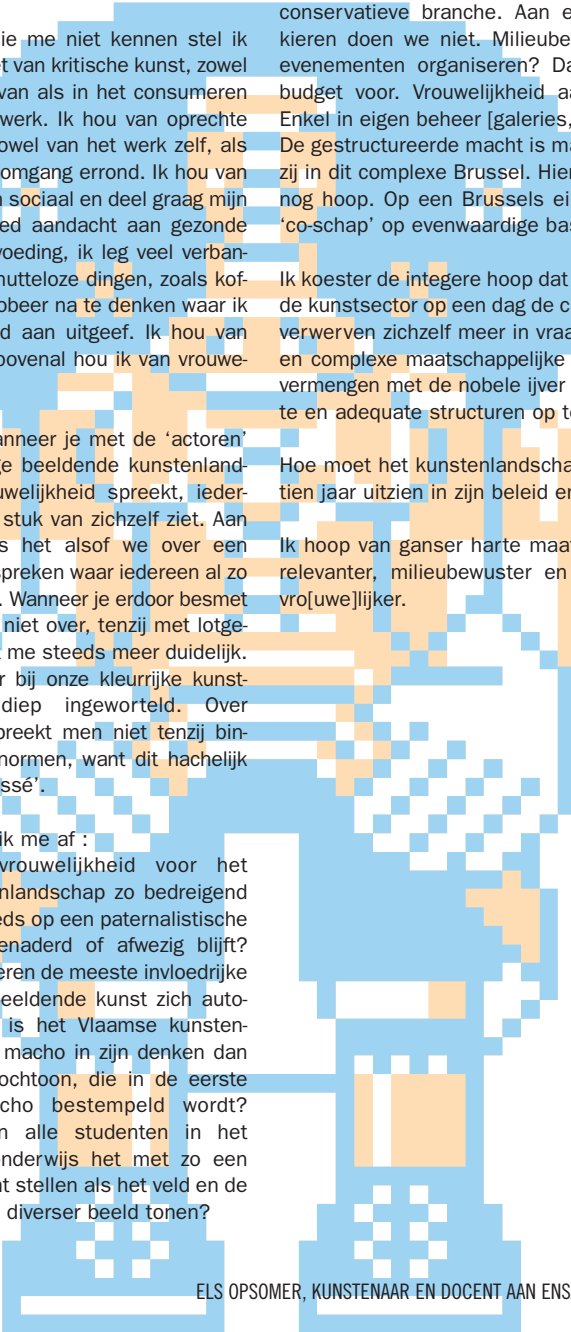 ie me niet kennen stel ik
et van kritische kunst, zowel
van als in het consumeren
werk. Ik hou van oprechte
owel van het werk zelf, als
omgang errond. Ik hou van
n sociaal en deel graag mijn
ed aandacht aan gezonde
voeding, ik leg veel verban-
nutteloze dingen, zoals kof-
obeer na te denken waar ik
d aan uitgeef. Ik hou van
bovenal hou ik van vrouwe-
anneer je met de ‘actoren’
ge beeldende kunstenland-
uwelijkheid spreekt, ieder-
stuk van zichzelf ziet. Aan
s het alsof we over een
spreken waar iedereen al zo
. Wanneer je erdoor besmet
niet over, tenzij met lotge-
t me steeds meer duidelijk.
r bij onze kleurrijke kunst-
diep ingeworteld. Over
preekt men niet tenzij bin-
normen, want dit hachelijk
assé’.
ik me af :
vrouwelijkheid voor het
nlandschap zo bedreigend
eds op een paternalistische
enaderd of afwezig blijft?
eren de meeste invloedrijke
eeldende kunst zich auto-
is het Vlaamse kunsten-
macho in zijn denken dan
ochtoon, die in de eerste
cho bestempeld wordt?
n alle studenten in het
nderwijs het met zo een
nt stellen als het veld en de
diverser beeld tonen?
conservatieve branche. Aan e
kieren doen we niet. Milieube
evenementen organiseren? Da
budget voor. Vrouwelijkheid aa
Enkel in eigen beheer [galeries,
De gestructureerde macht is ma
zij in dit complexe Brussel. Hier
nog hoop. Op een Brussels ei
‘co-schap’ op evenwaardige bas
Ik koester de integere hoop dat
de kunstsector op een dag de c
verwerven zichzelf meer in vraa
en complexe maatschappelijke
vermengen met de nobele ijver
te en adequate structuren op te
Hoe moet het kunstenlandscha
tien jaar uitzien in zijn beleid en
Ik hoop van ganser harte maat
relevanter, milieubewuster en
vro[uwe]lijker.
ELS OPSOMER, KUNSTENAAR EN DOCENT AAN ENS